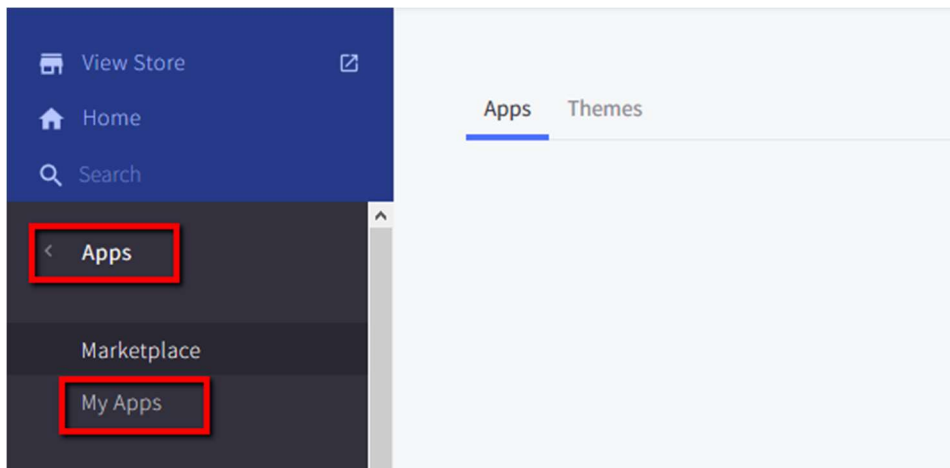 View Store
Home
Search
Apps
Marketplace
My Apps
Apps Themes